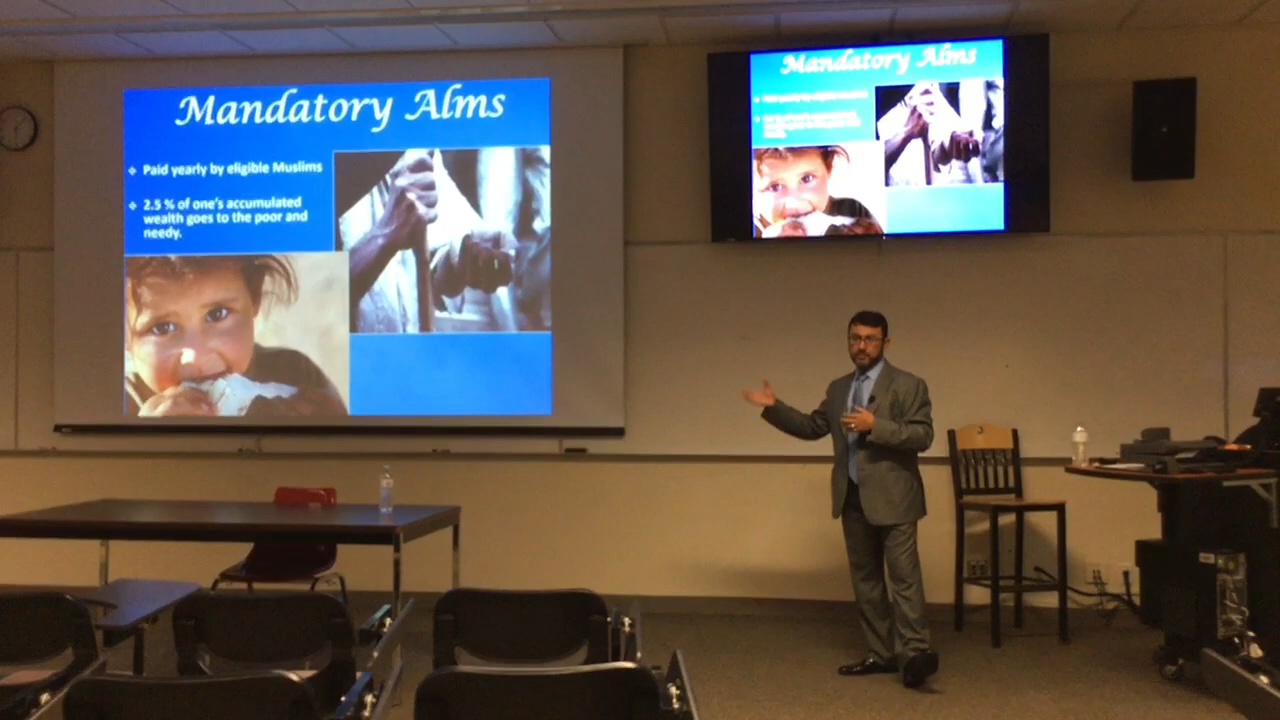 Mandatory Alms
Paid yearly by eligible Muslims
2.5 % of one's accumulated
wealth goes to the poor and
needy.
Mandatory Alms